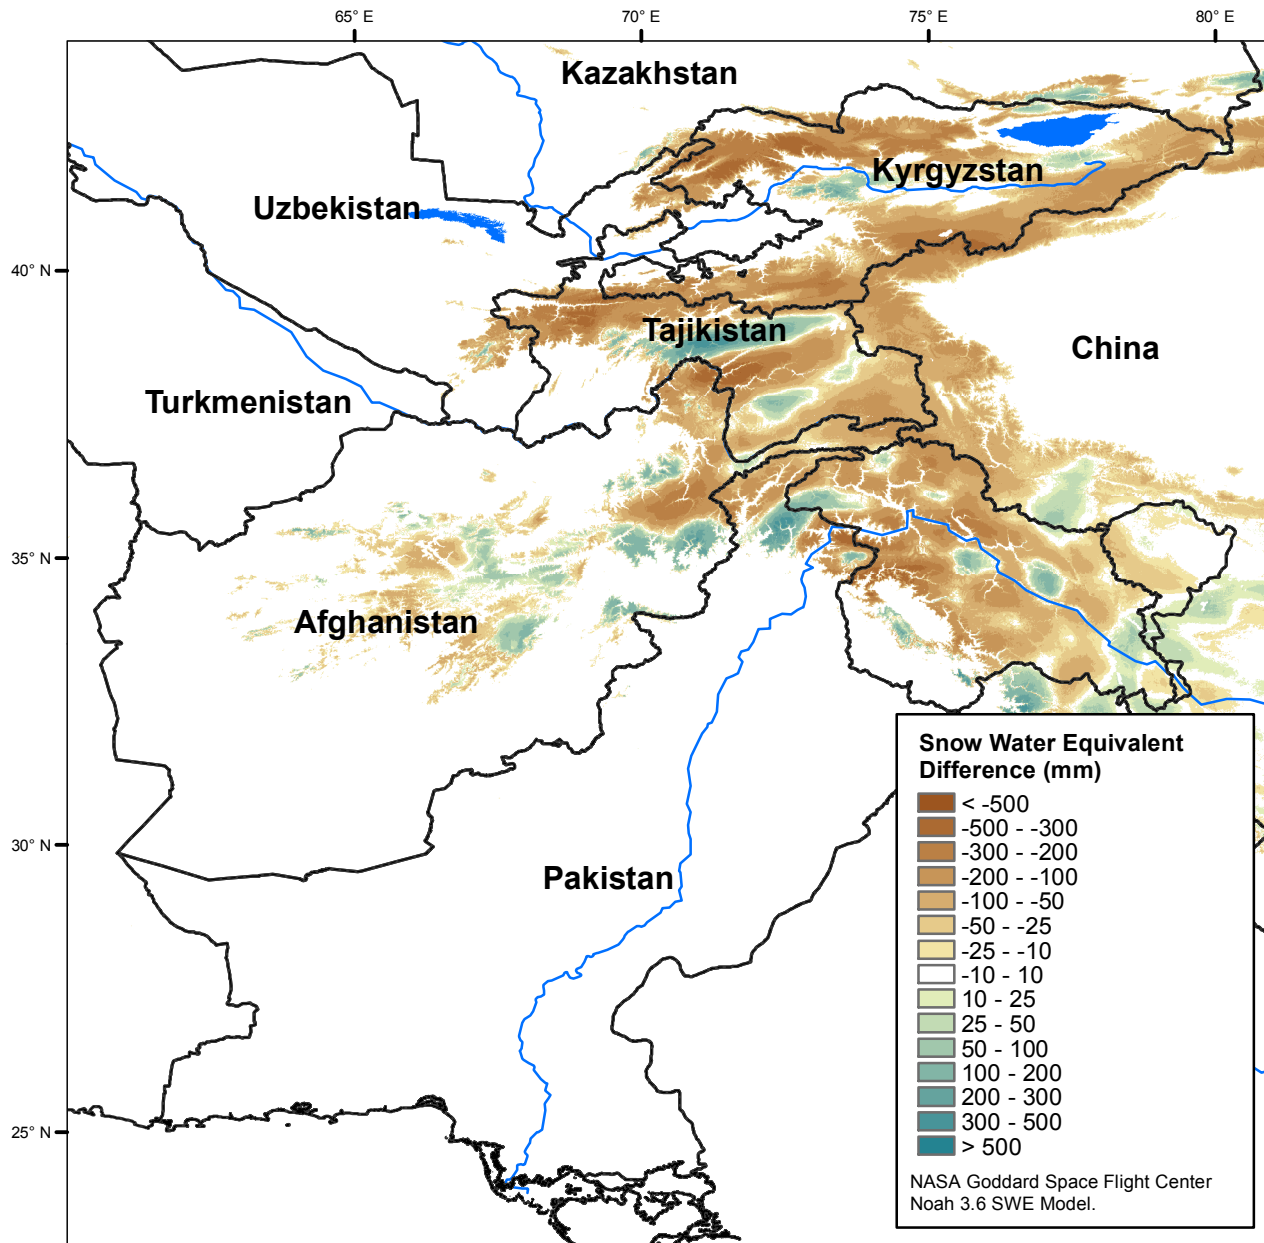 65° E
70° E
75° E
80° E
Kazakhstan
Kyrgyzstan
Uzbekistan
40° N
Tajikistan
China
Turkmenistan
35° N
Afghanistan
Snow Water Equivalent
Difference (mm)
< -500
-500 - -300
30° N
-300 - -200
-200 - -100
Pakistan
-100 - -50
-50 - -25
-25 - -10
-10 - 10
10 - 25
25 - 50
50 - 100
100 - 200
200 - 300
300 - 500
25° N
> 500
NASA Goddard Space Flight Center
Noah 3.6 SWE Model.